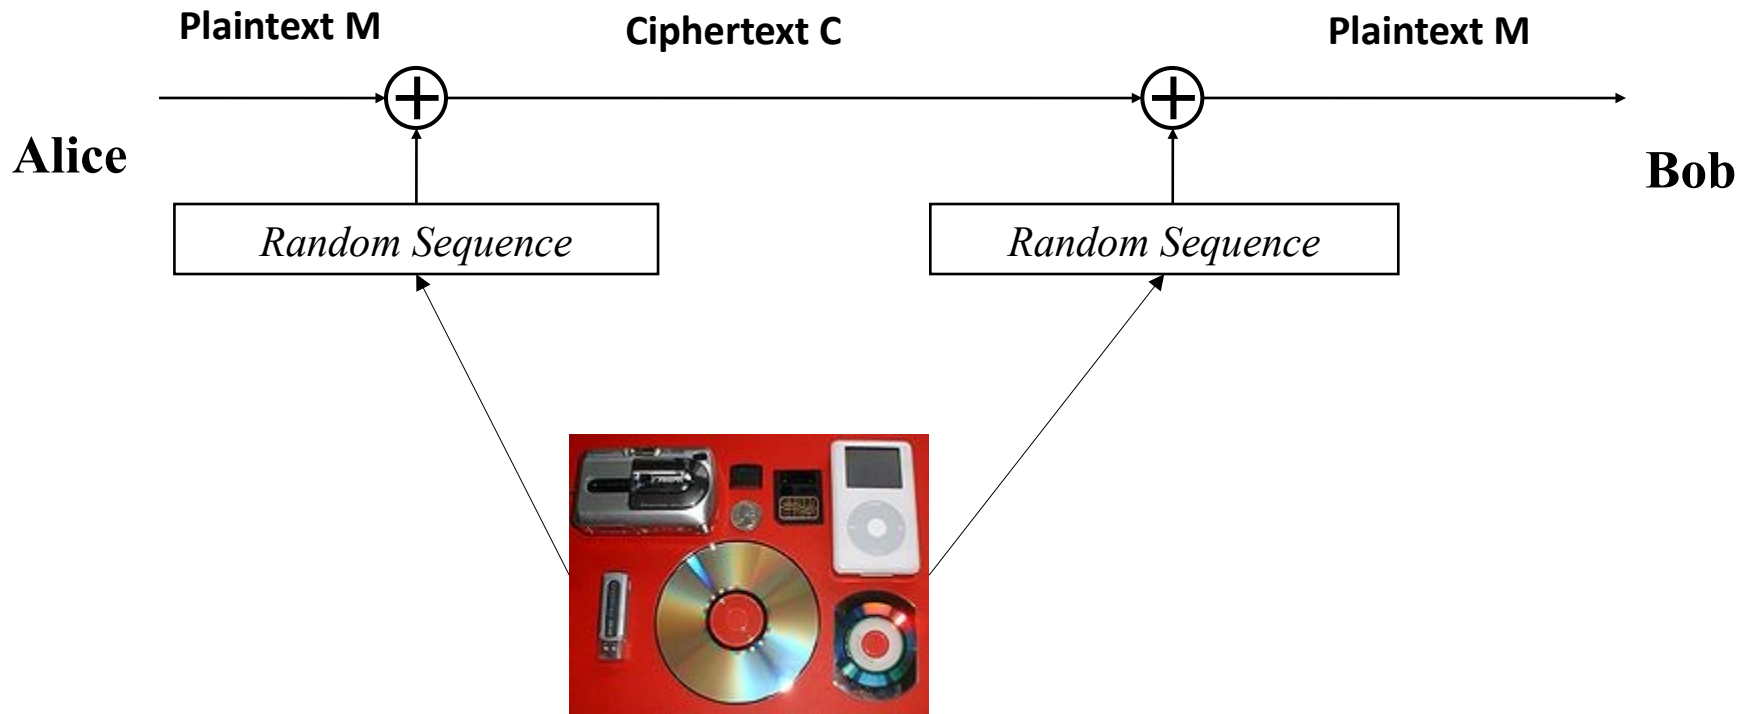 Plaintext M
Ciphertext C
Plaintext M
Alice
Bob
Random Sequence
Random Sequence